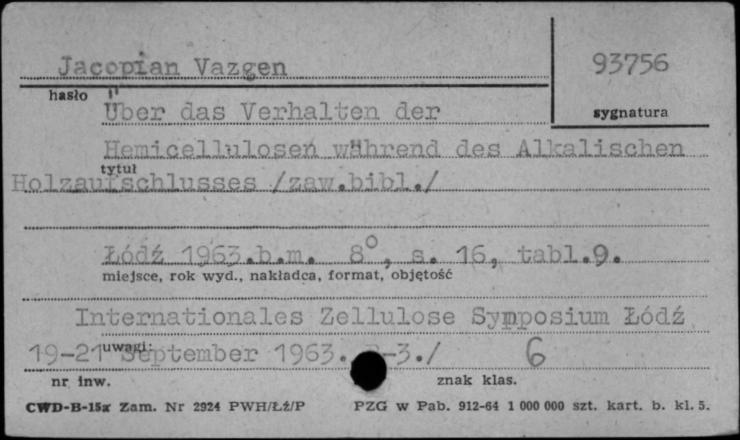 Jacopian Vazgen
93756
hasło
Über das Verhalten der
sygnatura
Hemicellulosen während des Alkalischen
tytuł
Holzaufschlusses /zaw.bibl./
Łódź 1963.b.m. 8°, s. 16, tabl.9.
miejsce, rok wyd., nakładca, format, objętość
Internationales Zellulose Symposium Łódź
uwagi:
19-21 September 1963. -3./ 6
nr inw.
znak klas.
CWD-B-15a Zam. Nr 2924 PWH/Łź/P PZG w Pab. 912-64 1 000 000 szt. kart. b. kl. 5.